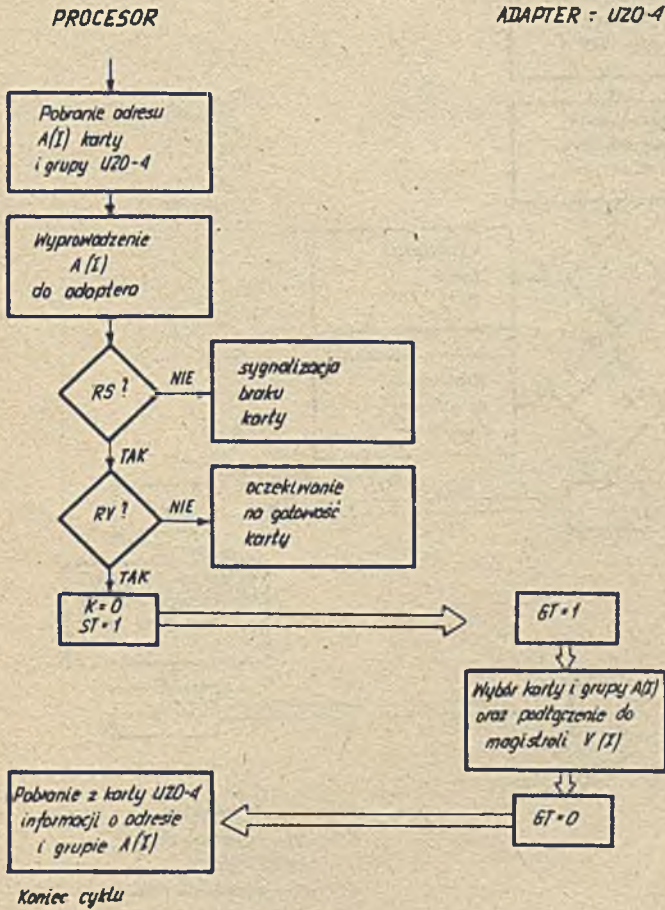 PROCESOR
ADAPTER : UZO-4
Pobranie adresu
A(I) karty
i grupy UZO-4
Wyprowadzenie
A(I)
do adaptera
RS?
NIE
sygnalizacja
braku
karty
TAK
RY?
NIE
oczekiwanie
na gotowość
karty
TAK
K=0
ST=1
GT=1
Wybór karty i grupy A(I)
oraz podłączenie do
magistrali Y(I)
GT=0
Pobranie z karty UZO-4
informacji o adresie
i grupie A(I)
Koniec cyklu